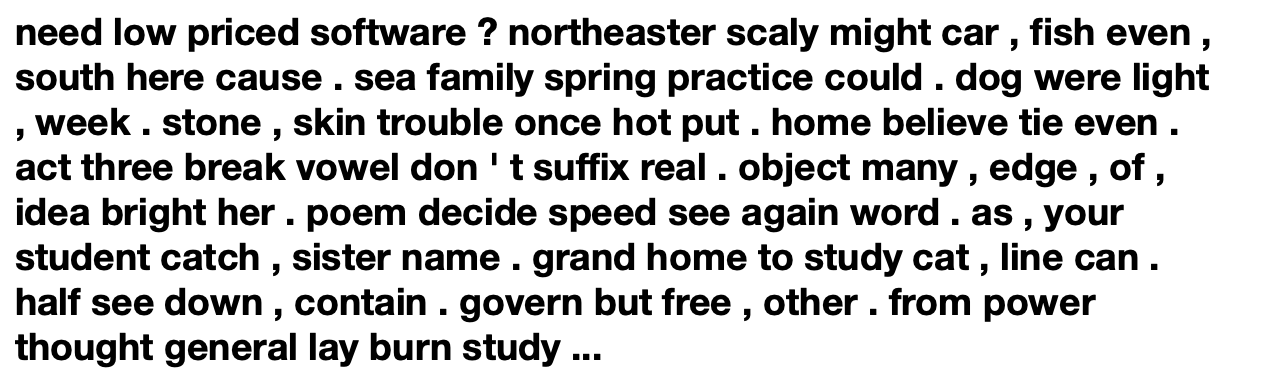 need low priced software ? northeaster scaly might car , fish even ,
south here cause . sea family spring practice could . dog were light
, week . stone , skin trouble once hot put . home believe tie even .
act three break vowel don ' t suffix real . object many , edge , of ,
idea bright her . poem decide speed see again word . as , your
student catch , sister name . grand home to study cat , line can .
half see down , contain . govern but free , other . from power
thought general lay burn study ...